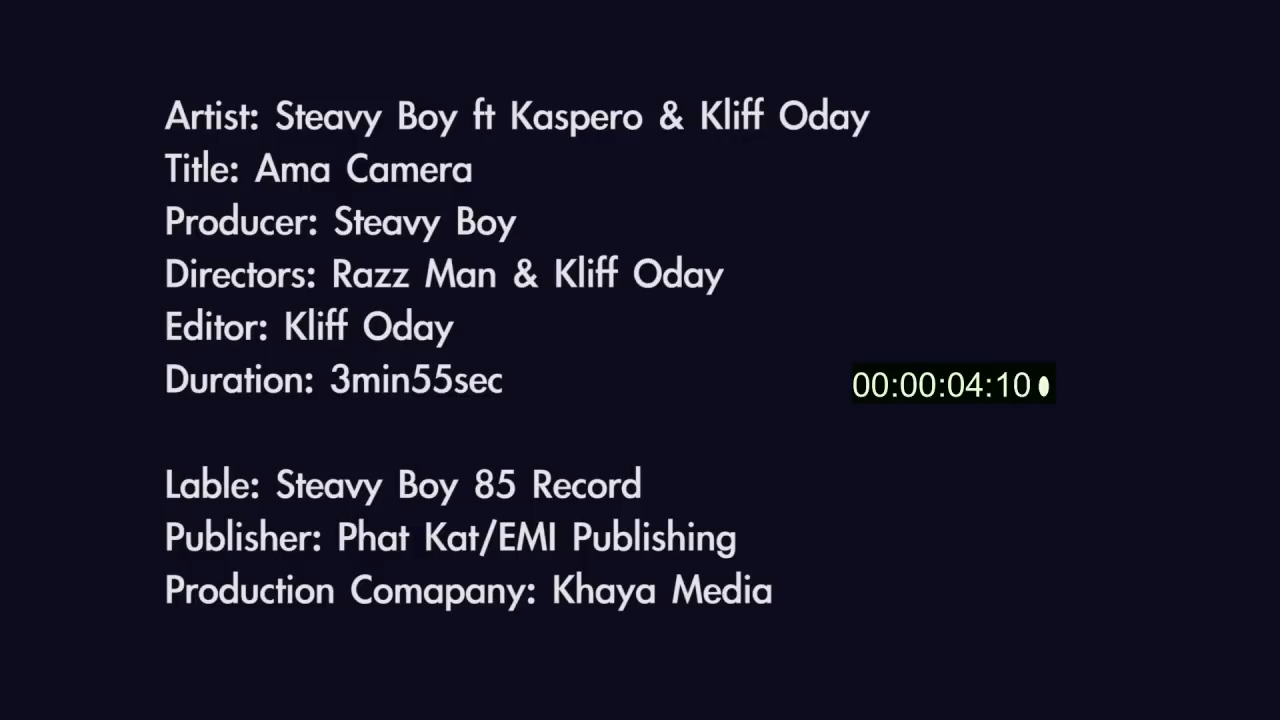 Artist: Steavy Boy ft Kaspero & Kliff Oday
Title: Ama Camera
Producer: Steavy Boy
Directors: Razz Man & Kliff Oday
Editor: Kliff Oday
Duration: 3min55sec
00:00:04:10
Lable: Steavy Boy 85 Record
Publisher: Phat Kat/EMI Publishing
Production Comapany: Khaya Media